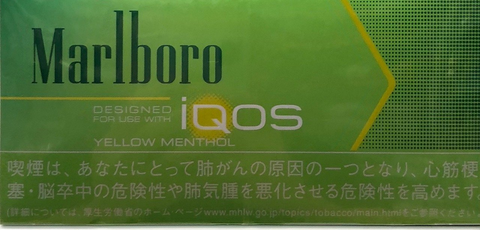 Marlboro
DESIGNED
FOR USE WITH
IQOS
YELLOW MENTHOL
喫煙は、あなたにとって肺がんの原因の一つとなり、心筋梗
塞・脳卒中の危険性や肺気腫を悪化させる危険性を高めます
(詳細については、厚生労働省のホーム・ページwww.mhlw.go.jp/topics/tobacco/main.htmlをご参照ください